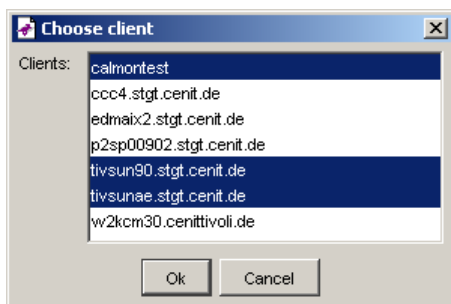 Choose client
Clients:
calmontest
ccc4.stgt.cenit.de
edmaix2.stgt.cenit.de
p2sp00902.stgt.cenit.de
tivsun90.stgt.cenit.de
tivsunae.stgt.cenit.de
w2kcm30.cenittivoli.de
Ok
Cancel